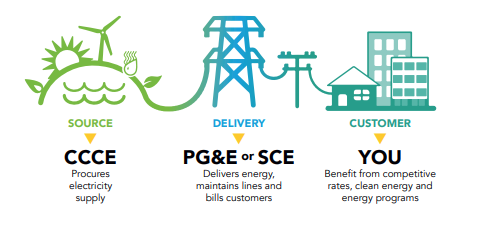 SOURCE
CCCE
Procures
electricity
supply
DELIVERY
PG&E or SCE
Delivers energy,
maintains lines and
bills customers
CUSTOMER
YOU
Benefit from competitive
rates, clean energy and
energy programs